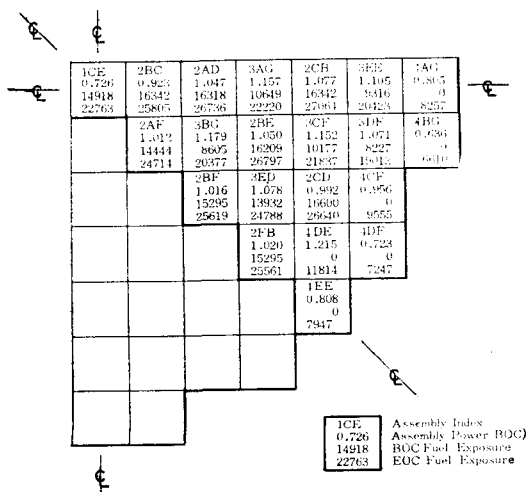 1CE 2BC 2AD 3AG 2CB 3EE 4AG
0.726 0.923 1.047 1.157 1.077 1.105 0.805
14918 16342 16318 10649 16342 9316 0
22763 25805 26736 22220 27061 20423 8257
2AF 3BG 2BE 3CF 3DF 4BG
1.012 1.179 1.050 1.152 1.071 0.636
14444 8605 16209 10177 8227 0
24714 20377 26797 21837 19013 6610
2BF 3ED 2CD 4CF
1.016 1.078 0.992 0.956
15295 13932 16600 0
25619 24788 26640 9555
2FB 4DE 4DF
1.020 1.215 0.723
15295 0 0
25561 11814 7247
4EE
0.808
0
7947
1CE Assembly Index
0.726 Assembly Power BOC)
14918 BOC Fuel Exposure
22763 EOC Fuel Exposure